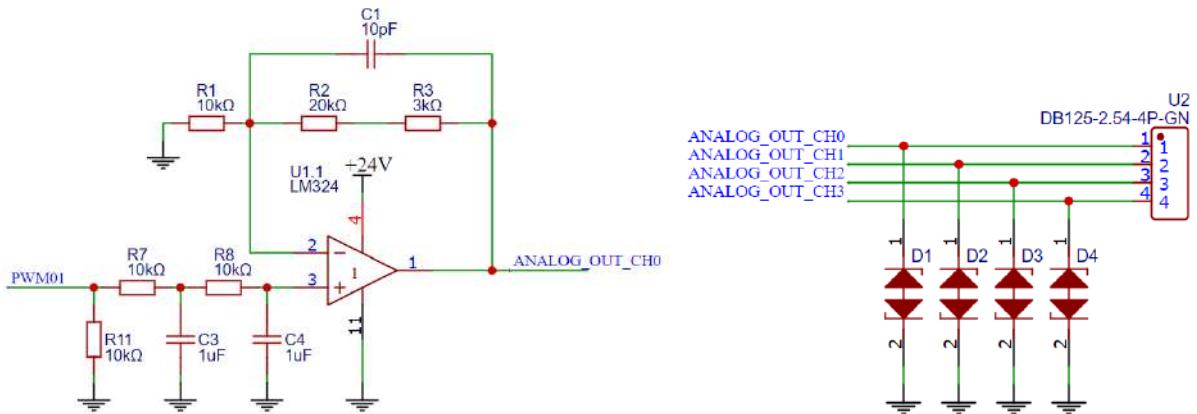 C1
10pF
R1
10kΩ
R2
20kΩ
R3
3kΩ
U1.1
LM324
+24V
4
2
3
1
1
11
ANALOG_OUT_CH0
PWM01
R7
10kΩ
R8
10kΩ
R11
10kΩ
C3
1uF
C4
1uF
U2
DB125-2.54-4P-GN
ANALOG_OUT_CH0 1 1
ANALOG_OUT_CH1 2 2
ANALOG_OUT_CH2 3 3
ANALOG_OUT_CH3 4 4
1 D1 1 D2 1 D3 1 D4
2 2 2 2